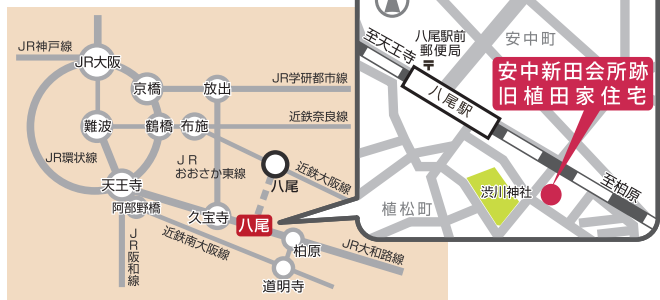 JR神戸線
JR大阪
京橋
放出
JR学研都市線
難波
鶴橋
布施
近鉄奈良線
JR環状線
JR
おおさか東線
八尾
近鉄大阪線
天王寺
阿部野橋
久宝寺
八尾
柏原
JR大和路線
JR阪和線
近鉄南大阪線
道明寺
至天王寺
八尾駅前
郵便局
〒
安中町
八尾駅
安中新田会所跡
旧植田家住宅
渋川神社
至柏原
植松町